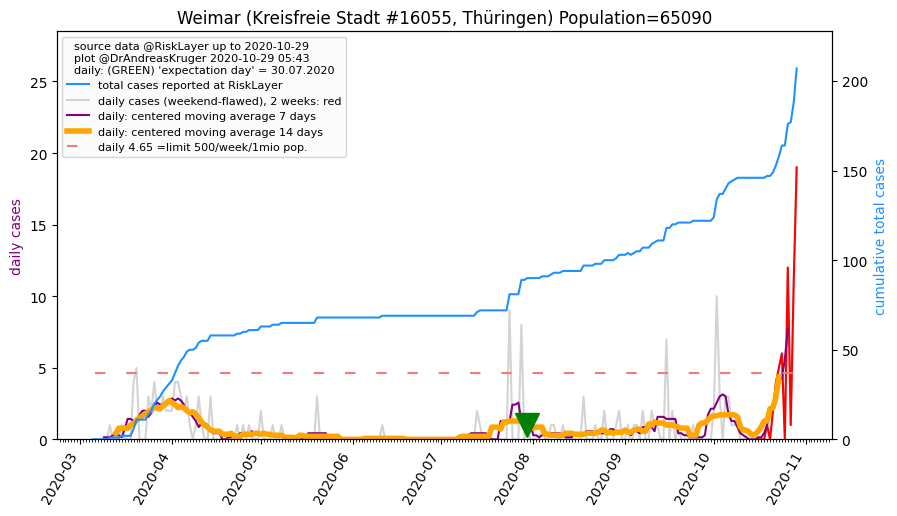 Weimar (Kreisfreie Stadt #16055, Thüringen) Population=65090
source data @RiskLayer up to 2020-10-29
plot @DrAndreasKruger 2020-10-29 05:43
daily: (GREEN) 'expectation day' = 30.07.2020
total cases reported at RiskLayer
daily cases (weekend-flawed), 2 weeks: red
daily: centered moving average 7 days
daily: centered moving average 14 days
daily 4.65 =limit 500/week/1mio pop.
daily cases
25
20
15
10
5
0
cumulative total cases
200
150
100
50
0
2020-03
2020-04
2020-05
2020-06
2020-07
2020-08
2020-09
2020-10
2020-11